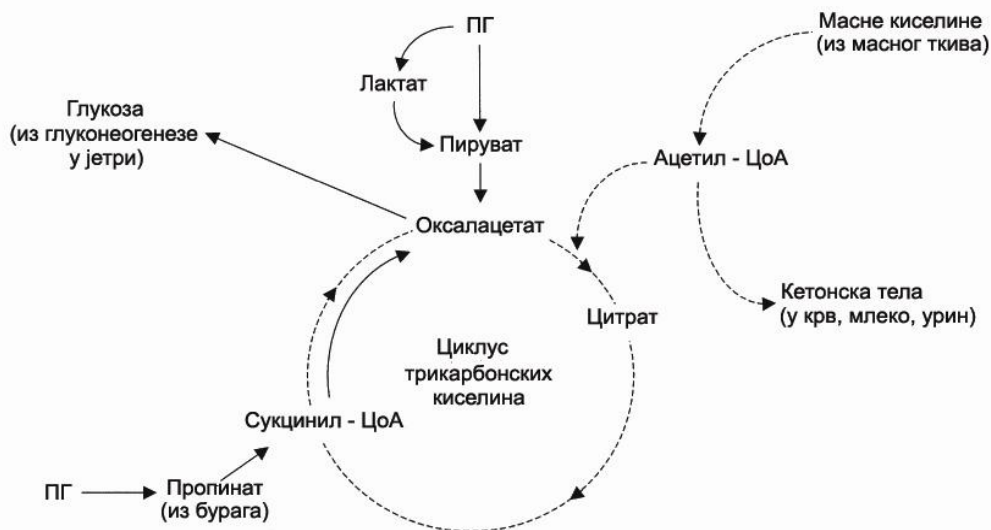 ПГ
Масне киселине
(из масног ткива)
Лактат
Глукоза
(из глуконеогенезе
у јетри)
Пируват
Ацетил - ЦоА
Оксалацетат
Кетонска тела
(у крв, млеко, урин)
Цитрат
Циклус
трикарбонских
киселина
Сукцинил - ЦоА
ПГ
Пропинат
(из бурага)